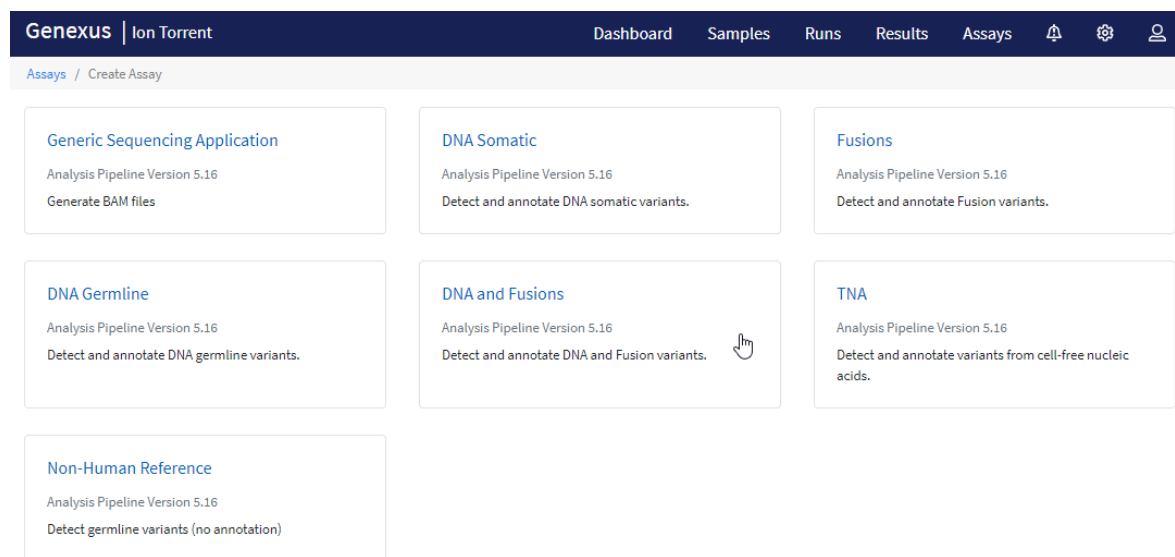 Genexus | Ion Torrent
Dashboard Samples Runs Results Assays
Assays / Create Assay
Generic Sequencing Application
Analysis Pipeline Version 5.16
Generate BAM files
DNA Somatic
Analysis Pipeline Version 5.16
Detect and annotate DNA somatic variants.
Fusions
Analysis Pipeline Version 5.16
Detect and annotate Fusion variants.
DNA Germline
Analysis Pipeline Version 5.16
Detect and annotate DNA germline variants.
DNA and Fusions
Analysis Pipeline Version 5.16
Detect and annotate DNA and Fusion variants.
TNA
Analysis Pipeline Version 5.16
Detect and annotate variants from cell-free nucleic
acids.
Non-Human Reference
Analysis Pipeline Version 5.16
Detect germline variants (no annotation)